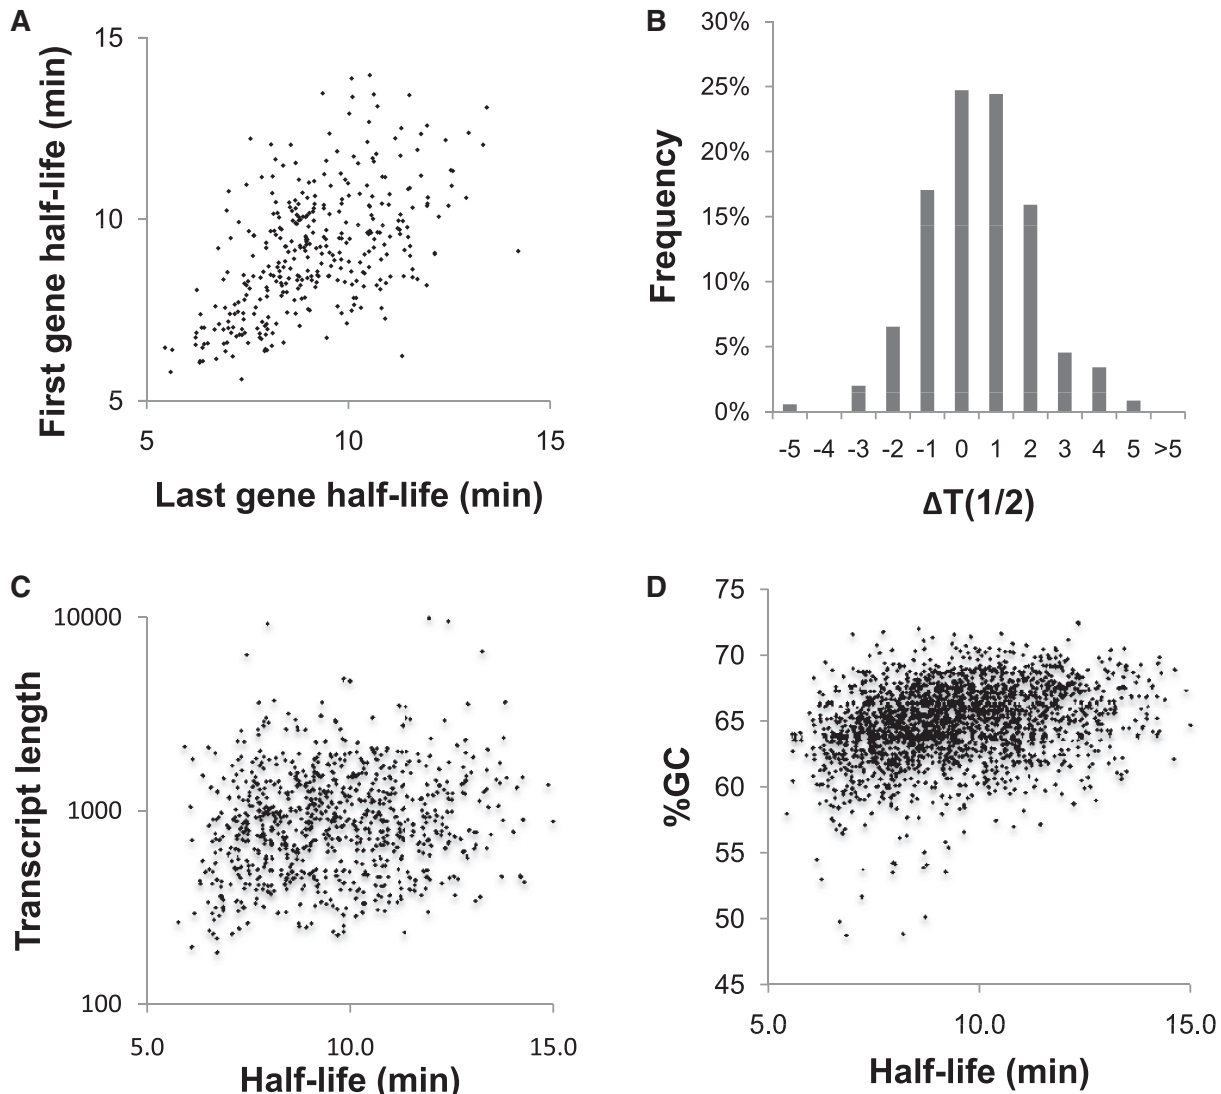 A
First gene half-life (min)
15
10
5
5 10 15
Last gene half-life (min)
B
Frequency
30%
25%
20%
15%
10%
5%
0%
-5 -4 -3 -2 -1 0 1 2 3 4 5 >5
ΔT(1/2)
C
Transcript length
10000
1000
100
5.0 10.0 15.0
Half-life (min)
D
%GC
75
70
65
60
55
50
45
5.0 10.0 15.0
Half-life (min)